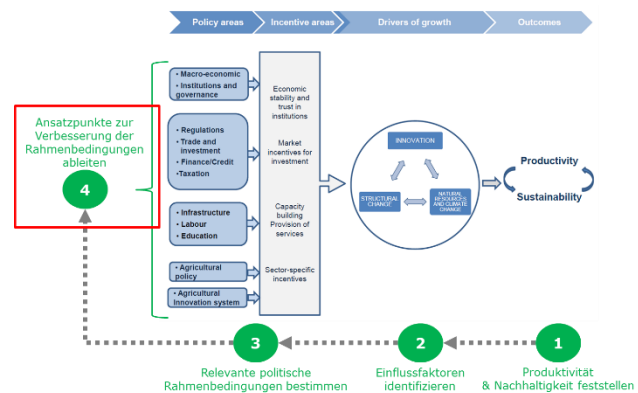 Policy areas
Incentive areas
Drivers of growth
Outcomes
• Macro-economic
• Institutions and
governance
• Regulations
• Trade and
investment
• Finance/Credit
• Taxation
• Infrastructure
• Labour
• Education
• Agricultural
policy
• Agricultural
Innovation system
Economic
stability and
trust in
institutions
Market
incentives for
investment
Capacity
building
Provision of
services
Sector-specific
incentives
INNOVATION
STRUCTURAL
CHANGE
NATURAL
RESOURCES
AND CLIMATE
CHANGE
Productivity
Sustainability
Ansatzpunkte zur
Verbesserung der
Rahmenbedingungen
ableiten
4
3
Relevante politische
Rahmenbedingungen bestimmen
2
Einflussfaktoren
identifizieren
1
Produktivität
& Nachhaltigkeit feststellen